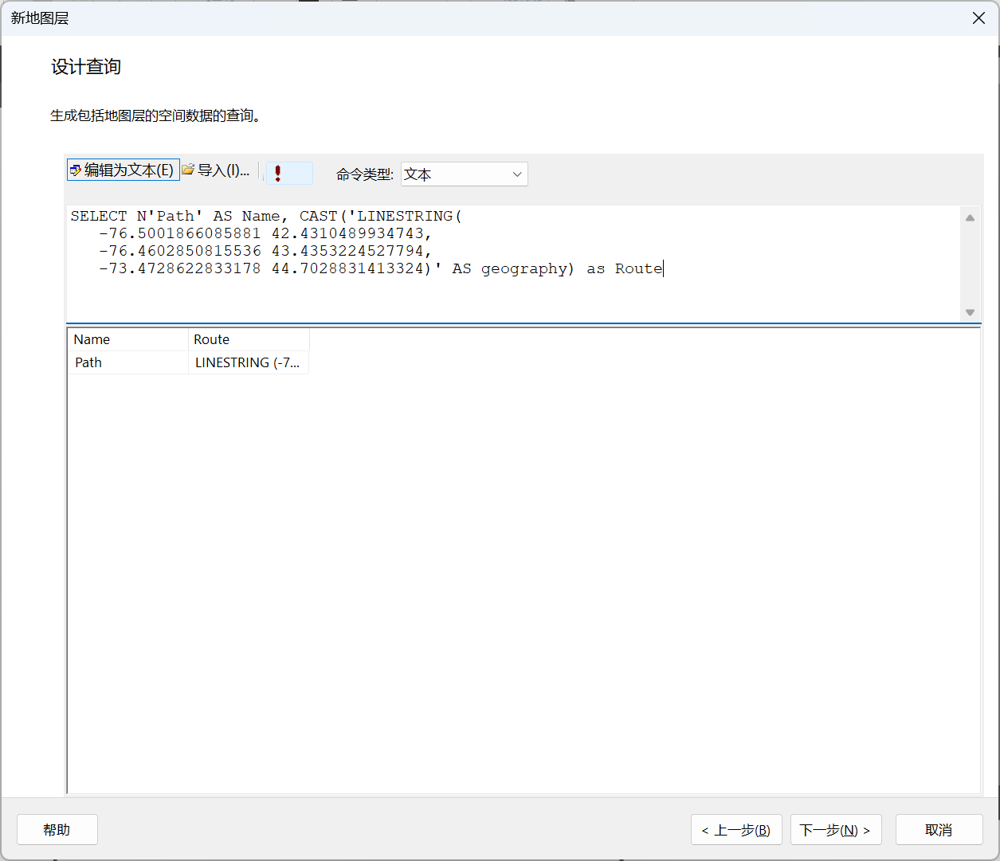 新地图层
设计查询
生成包括地图层的空间数据的查询。
编辑为文本(E) 导入(I)... 命令类型: 文本
SELECT N'Path' AS Name, CAST('LINESTRING(
-76.5001866085881 42.4310489934743,
-76.4602850815536 43.4353224527794,
-73.4728622833178 44.7028831413324)' AS geography) as Route
Name Route
Path LINESTRING (-7...
帮助 < 上一步(B) 下一步(N) > 取消